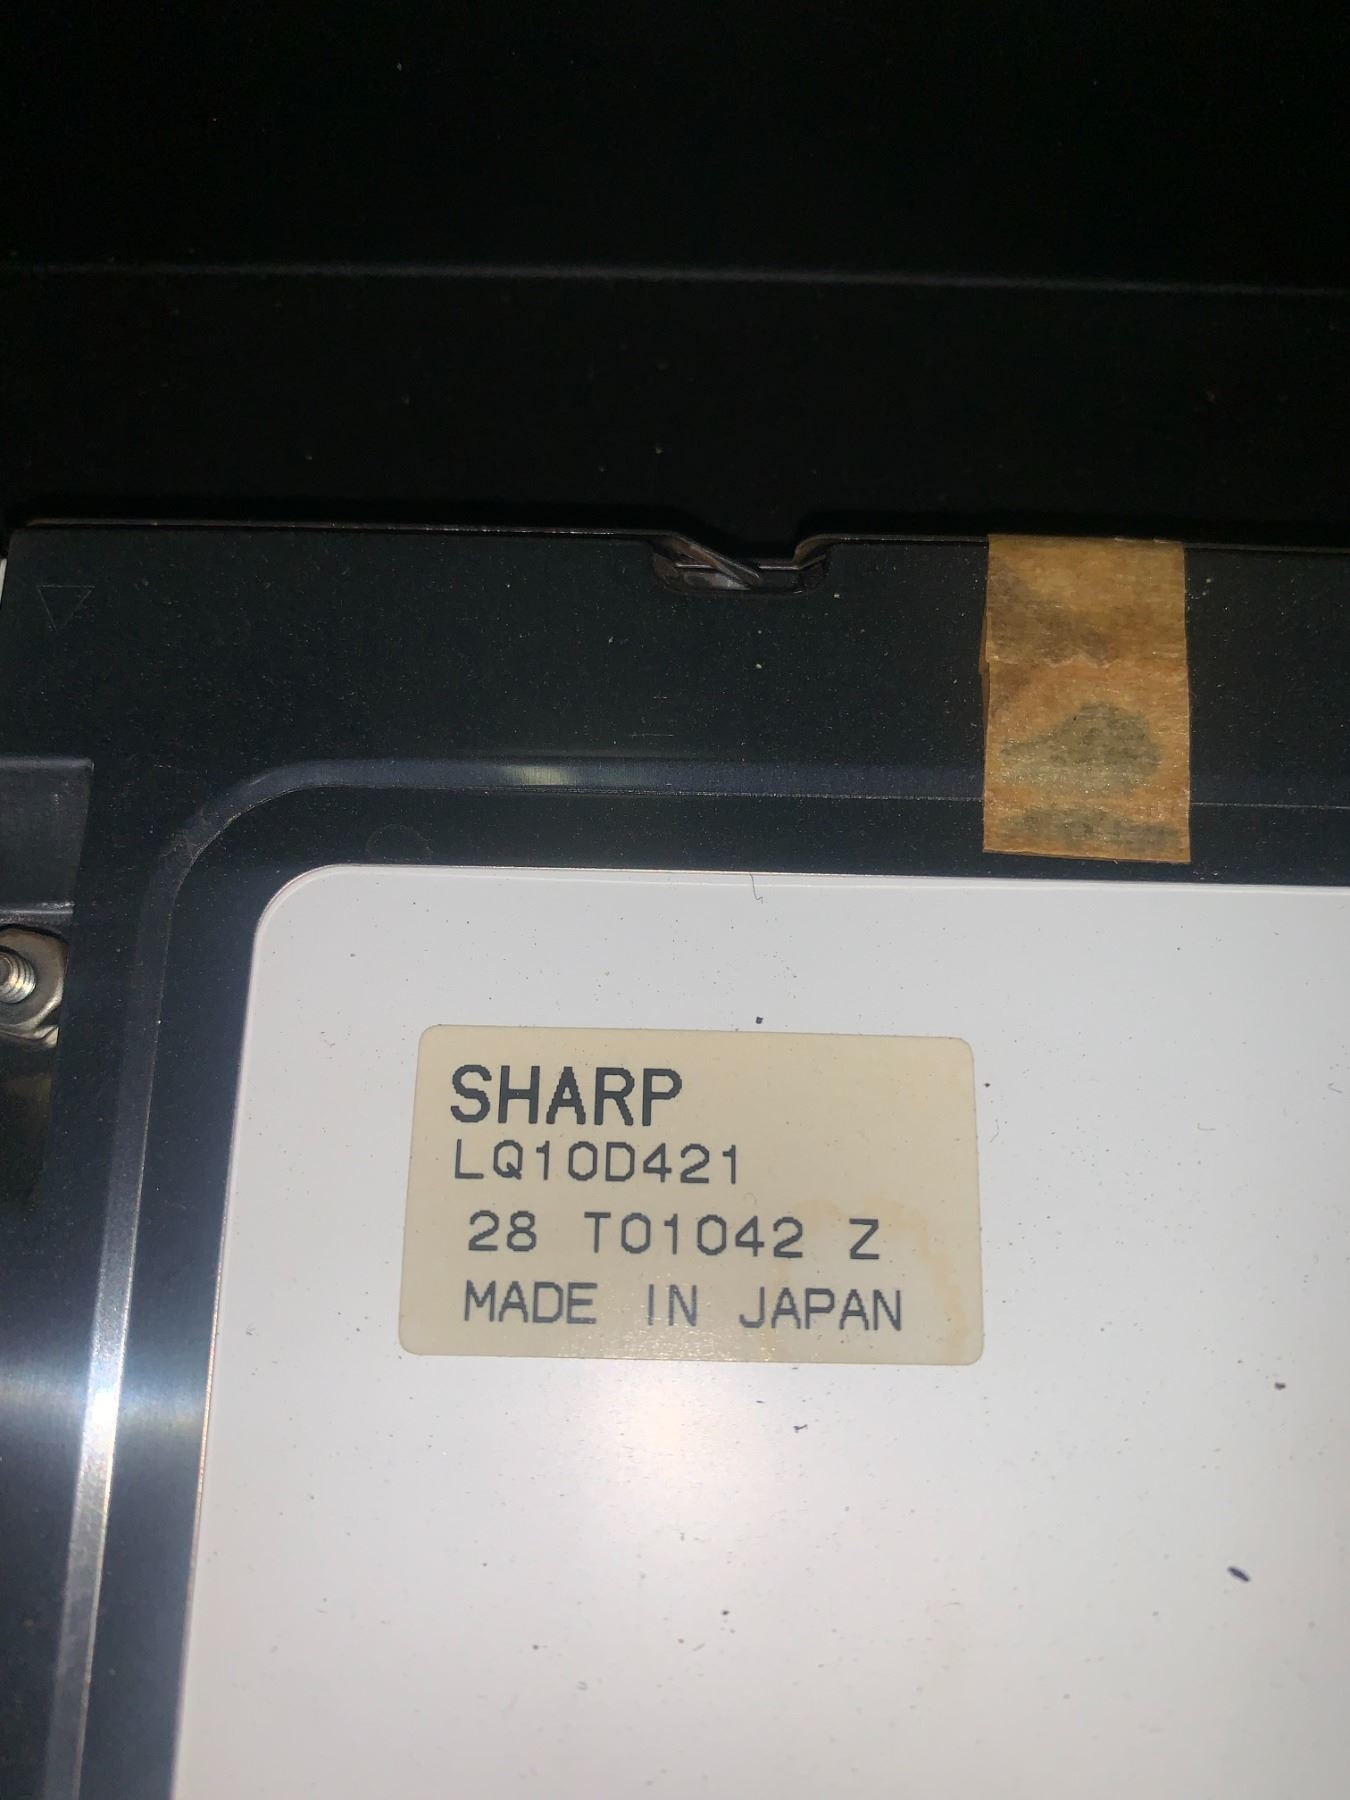 SHARP
LQ10D421
28 T01042 Z
MADE IN JAPAN